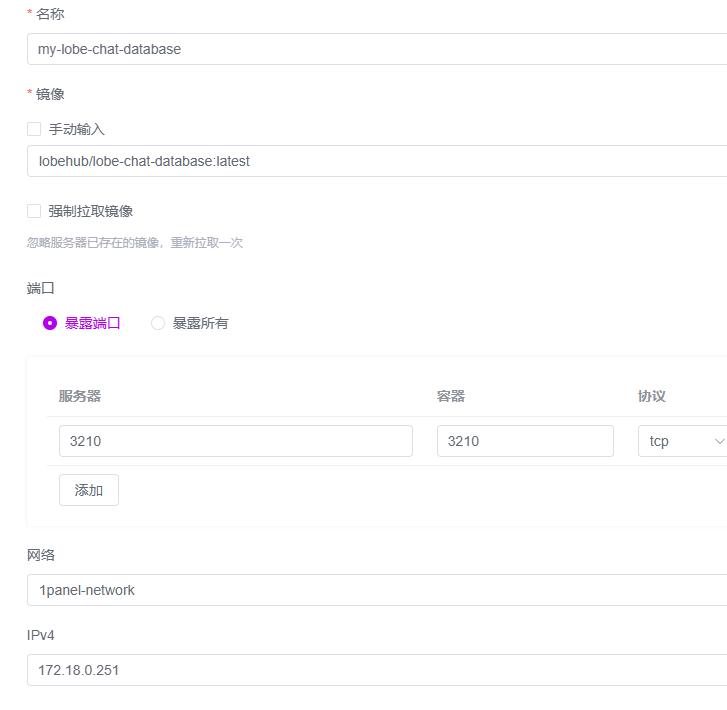 * 名称
my-lobe-chat-database
* 镜像
手动输入
lobehub/lobe-chat-database:latest
强制拉取镜像
忽略服务器已存在的镜像，重新拉取一次
端口
暴露端口 暴露所有
服务器 容器 协议
3210 3210 tcp
添加
网络
1panel-network
IPv4
172.18.0.251